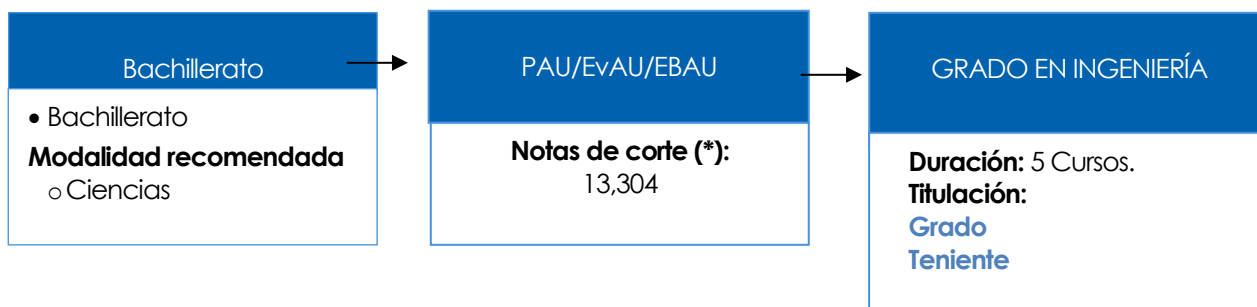 Bachillerato
• Bachillerato
Modalidad recomendada
o Ciencias
PAU/EvAU/EBAU
Notas de corte (*):
13,304
GRADO EN INGENIERÍA
Duración: 5 Cursos.
Titulación:
Grado
Teniente